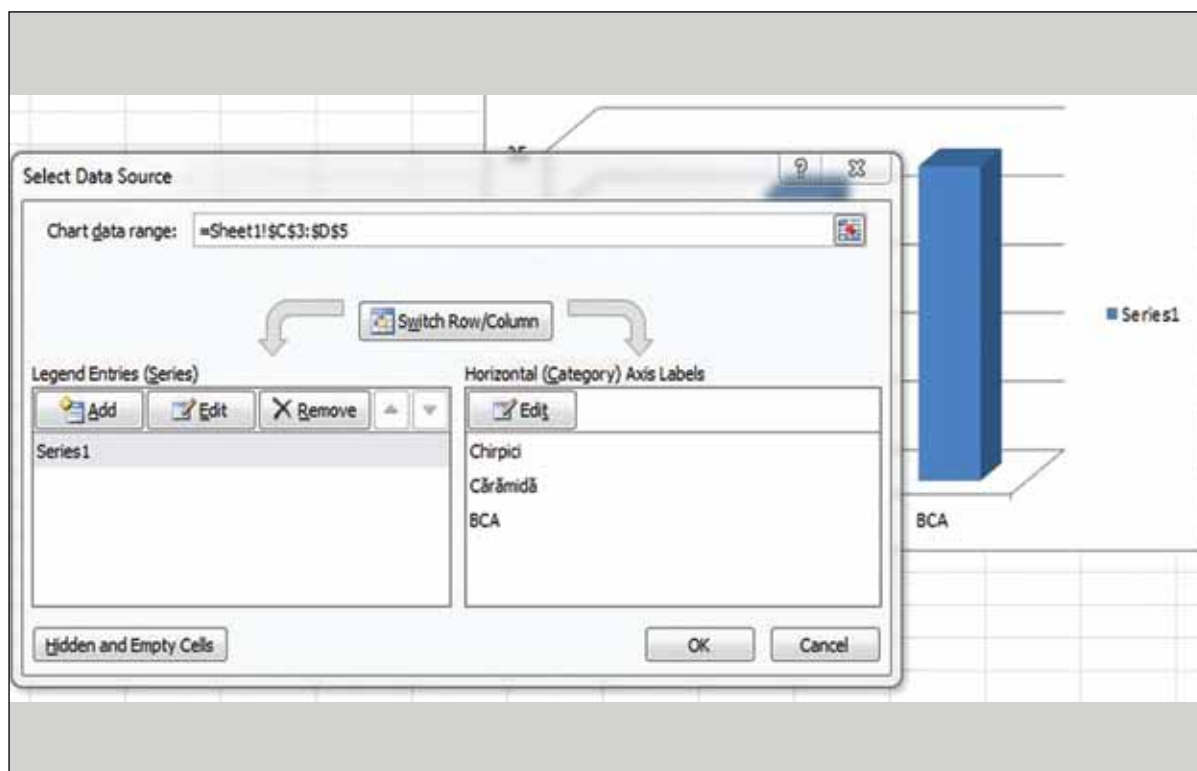 Select Data Source
Chart data range: =Sheet1!$C$3:$D$5
Switch Row/Column
Legend Entries (Series)
Add Edit Remove
Series1
Horizontal (Category) Axis Labels
Edit
Chirpici
Cărămidă
BCA
Hidden and Empty Cells
OK Cancel
Series1
BCA